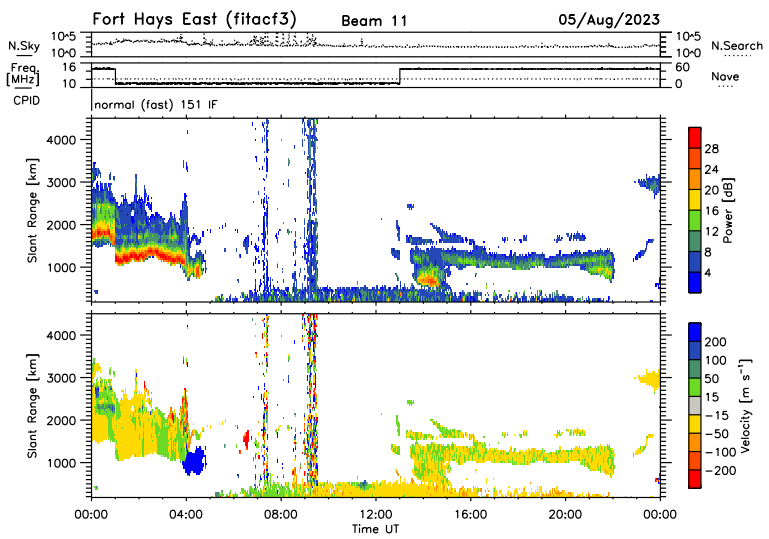 Fort Hays East (fitacf3) Beam 11 05/Aug/2023
N.Sky 10^5 10^0 10^5 10^0 N.Search
Freq. [MHz] 16 10 60 0 Nave
CPID normal (fast) 151 IF
Slant Range [km] 4000 3000 2000 1000
28 24 20 16 12 8 4 Power [dB]
Slant Range [km] 4000 3000 2000 1000
200 100 50 15 −15 −50 −100 −200 Velocity [m s⁻¹]
00:00 04:00 08:00 12:00 16:00 20:00 00:00
Time UT